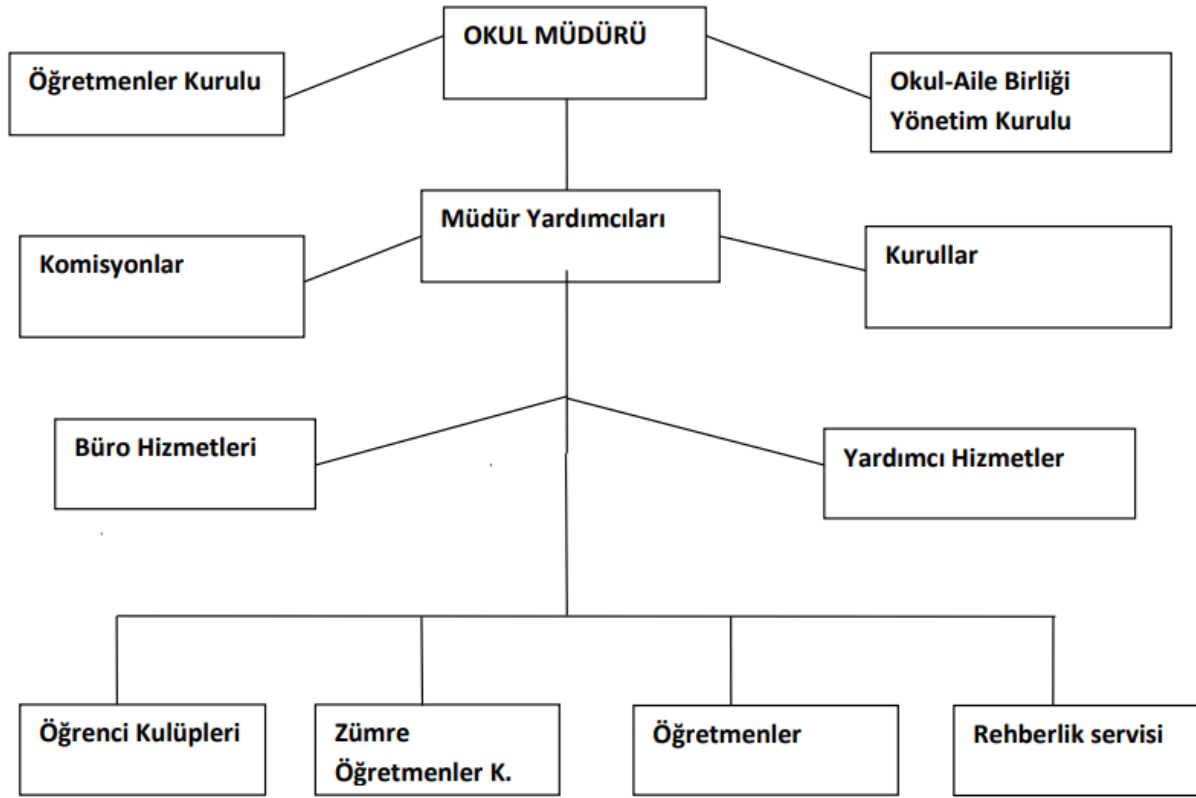 OKUL MÜDÜRÜ
Öğretmenler Kurulu
Okul-Aile Birliği
Yönetim Kurulu
Müdür Yardımcıları
Komisyonlar
Kurullar
Büro Hizmetleri
Yardımcı Hizmetler
Öğrenci Kulüpleri
Zümre
Öğretmenler K.
Öğretmenler
Rehberlik servisi